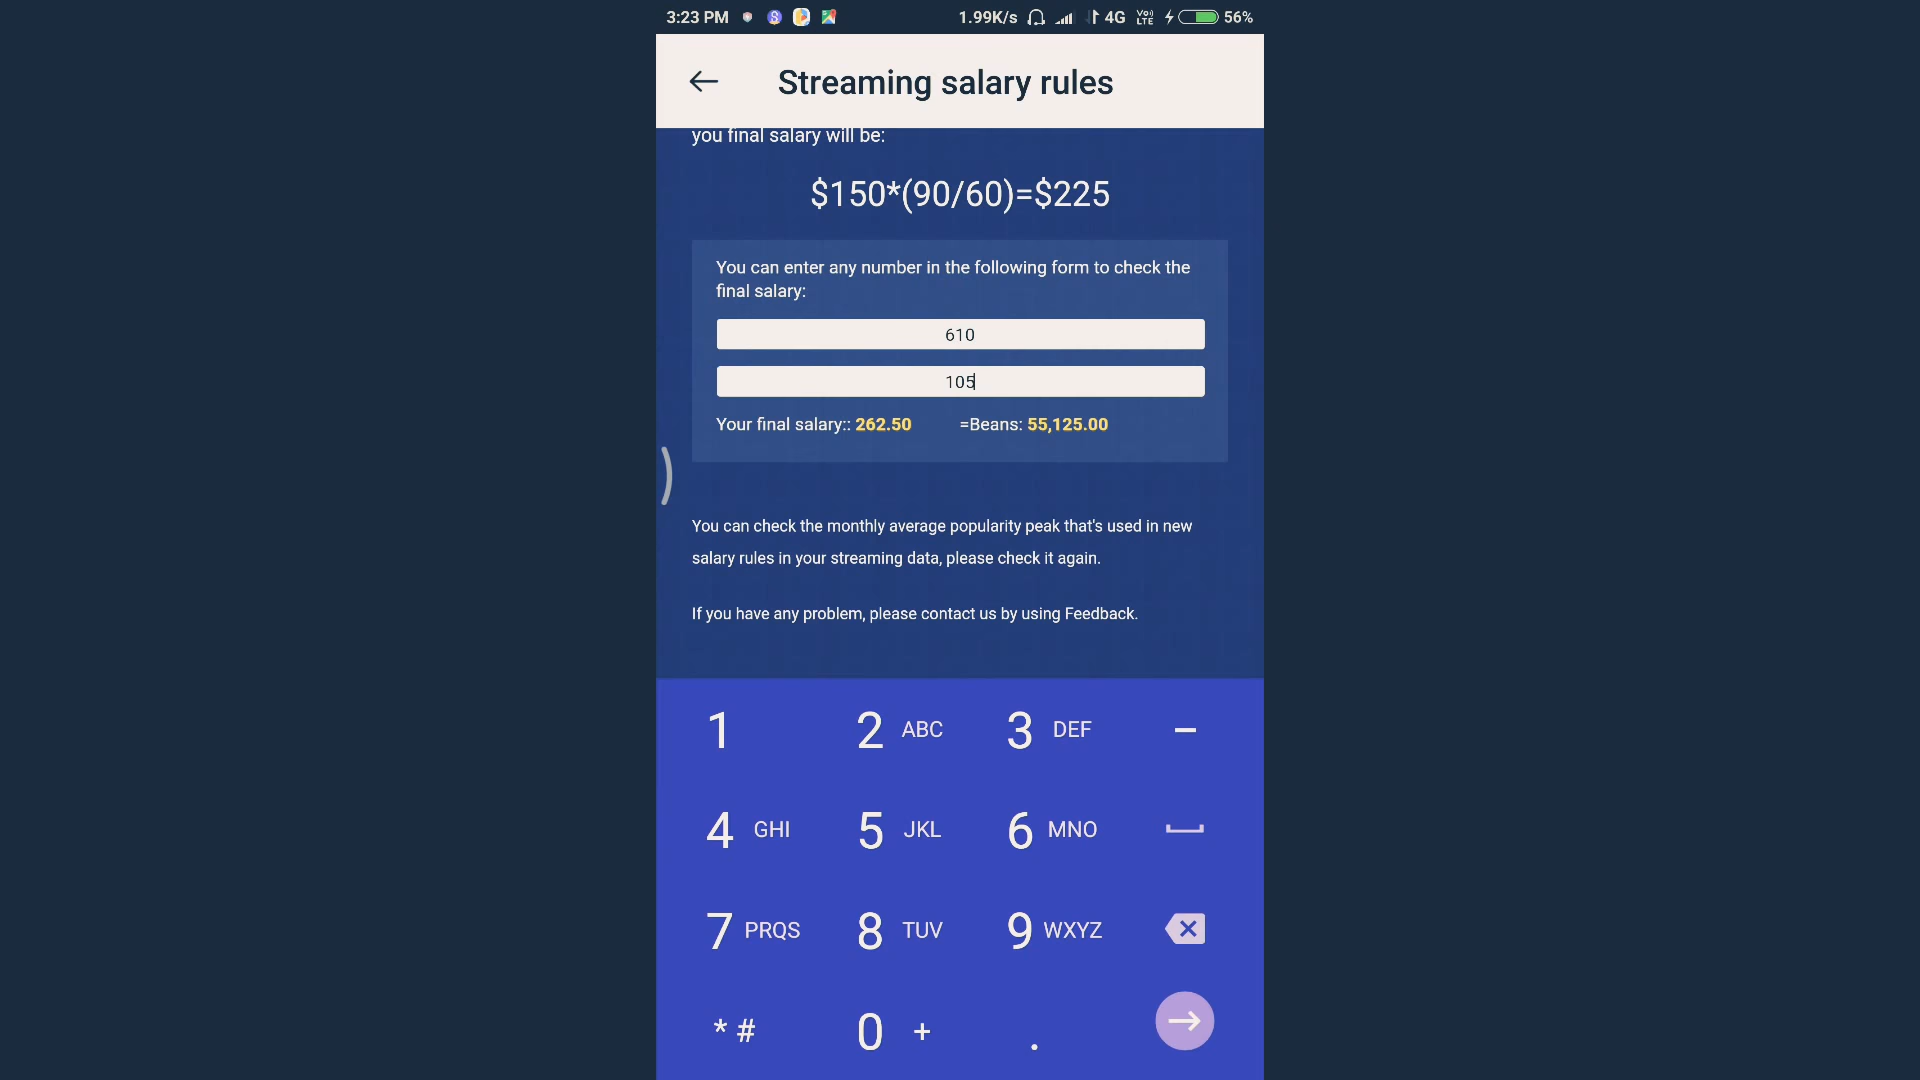 3:23 PM 1.99K/s 4G VoLTE 56%
Streaming salary rules
you final salary will be:
$150*(90/60)=$225
You can enter any number in the following form to check the
final salary:
610
105
Your final salary:: 262.50 =Beans: 55,125.00
You can check the monthly average popularity peak that's used in new
salary rules in your streaming data, please check it again.
If you have any problem, please contact us by using Feedback.
1 2 ABC 3 DEF –
4 GHI 5 JKL 6 MNO
7 PRQS 8 TUV 9 WXYZ
* # 0 + .